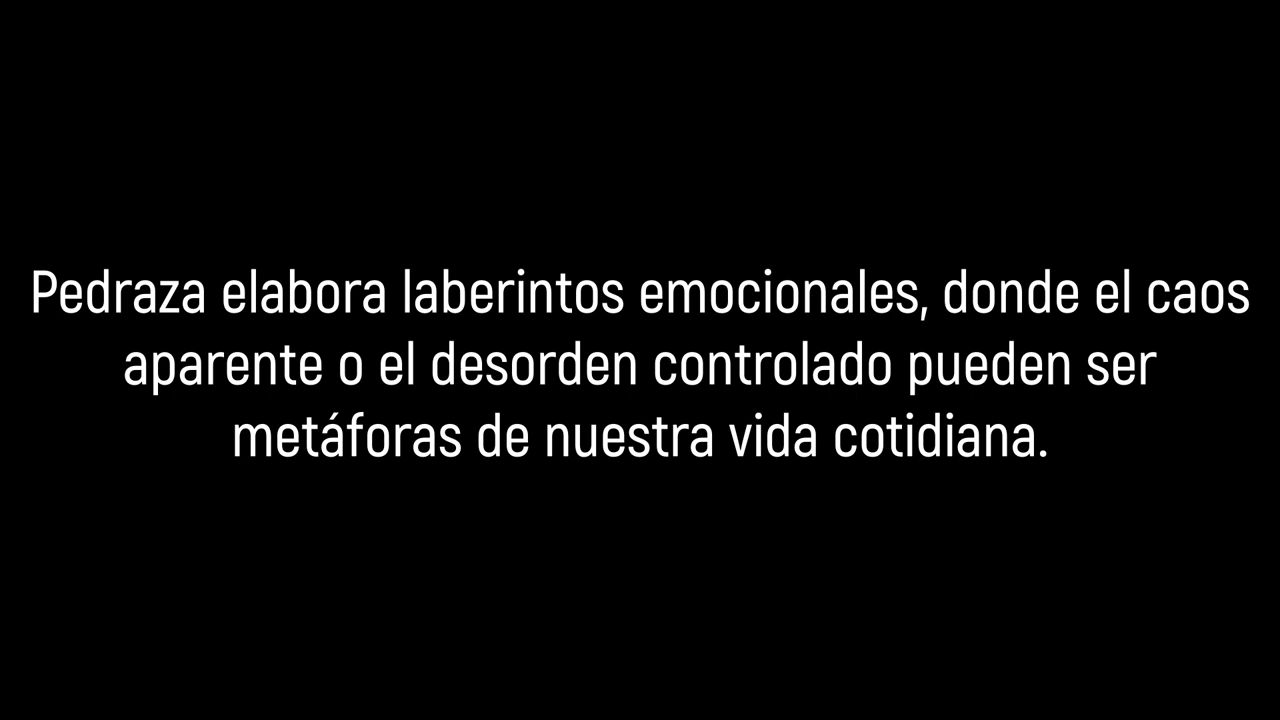 Pedraza elabora laberintos emocionales, donde el caos
aparente o el desorden controlado pueden ser
metáforas de nuestra vida cotidiana.